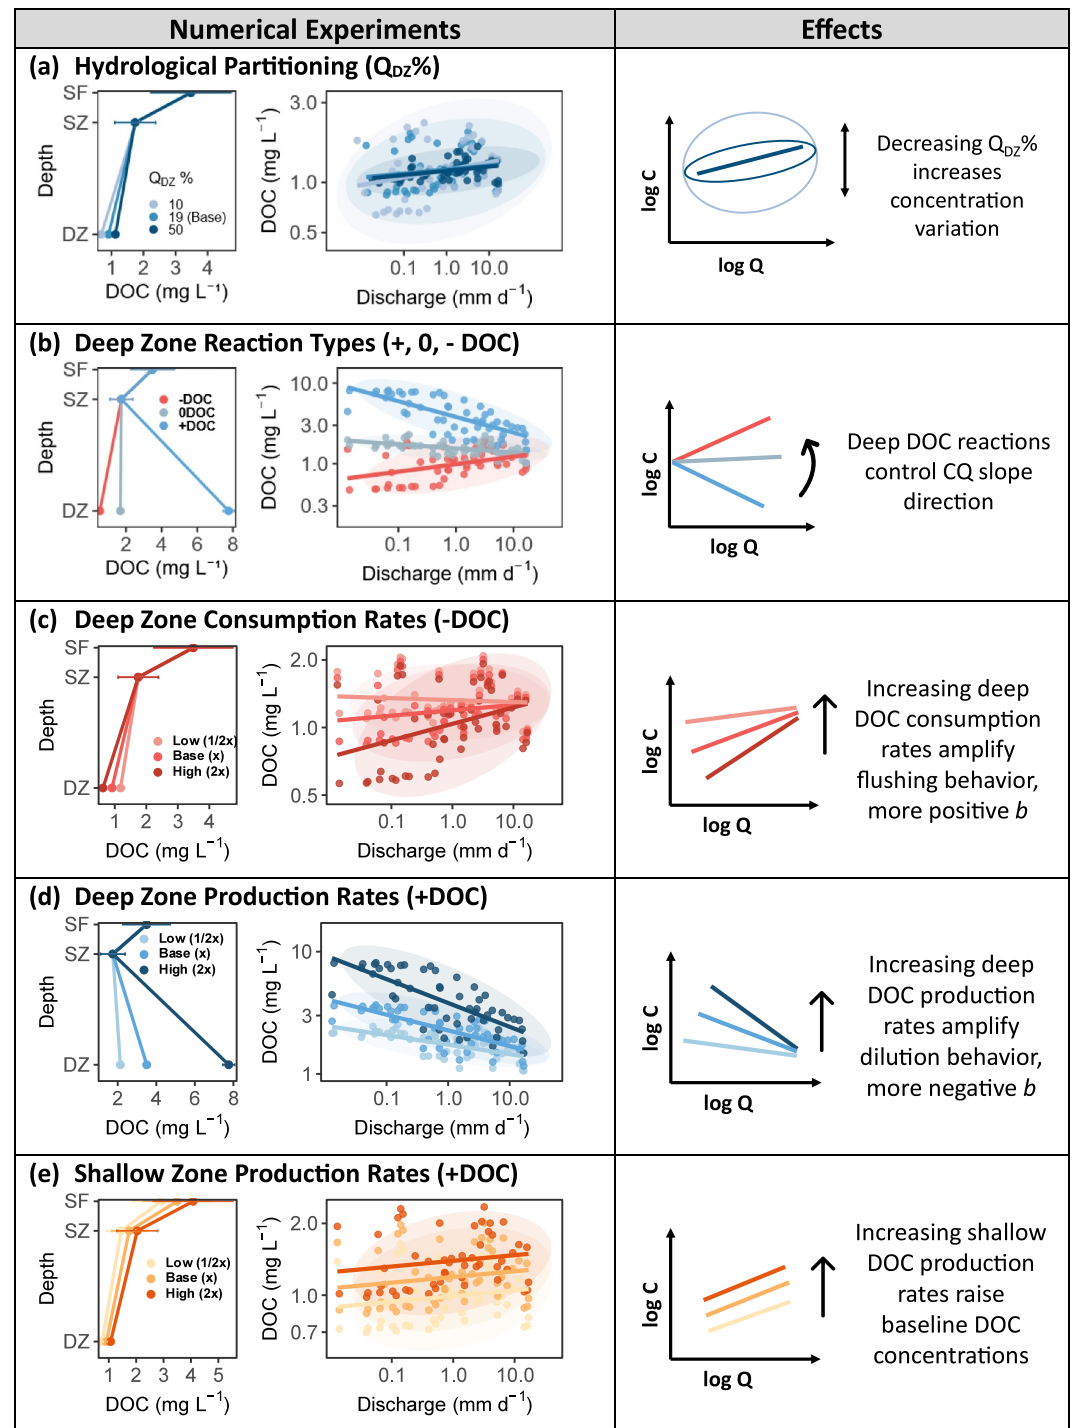 Numerical Experiments
Effects
(a) Hydrological Partitioning (QDZ%)
SF
SZ
DZ
Depth
QDZ %
10
19 (Base)
50
1 2 3 4
DOC (mg L⁻¹)
DOC (mg L⁻¹)
3.0
1.0
0.5
0.1 1.0 10.0
Discharge (mm d⁻¹)
log C
log Q
Decreasing QDZ%
increases
concentration
variation
(b) Deep Zone Reaction Types (+, 0, - DOC)
SF
SZ
DZ
Depth
-DOC
0DOC
+DOC
2 4 6 8
DOC (mg L⁻¹)
DOC (mg L⁻¹)
10.0
3.0
1.0
0.3
0.1 1.0 10.0
Discharge (mm d⁻¹)
log C
log Q
Deep DOC reactions
control CQ slope
direction
(c) Deep Zone Consumption Rates (-DOC)
SF
SZ
DZ
Depth
Low (1/2x)
Base (x)
High (2x)
1 2 3 4
DOC (mg L⁻¹)
DOC (mg L⁻¹)
2.0
1.0
0.5
0.1 1.0 10.0
Discharge (mm d⁻¹)
log C
log Q
Increasing deep
DOC consumption
rates amplify
flushing behavior,
more positive b
(d) Deep Zone Production Rates (+DOC)
SF
SZ
DZ
Depth
Low (1/2x)
Base (x)
High (2x)
2 4 6 8
DOC (mg L⁻¹)
DOC (mg L⁻¹)
10
3
1
0.1 1.0 10.0
Discharge (mm d⁻¹)
log C
log Q
Increasing deep
DOC production
rates amplify
dilution behavior,
more negative b
(e) Shallow Zone Production Rates (+DOC)
SF
SZ
DZ
Depth
Low (1/2x)
Base (x)
High (2x)
1 2 3 4 5
DOC (mg L⁻¹)
DOC (mg L⁻¹)
2.0
1.0
0.7
0.1 1.0 10.0
Discharge (mm d⁻¹)
log C
log Q
Increasing shallow
DOC production
rates raise
baseline DOC
concentrations